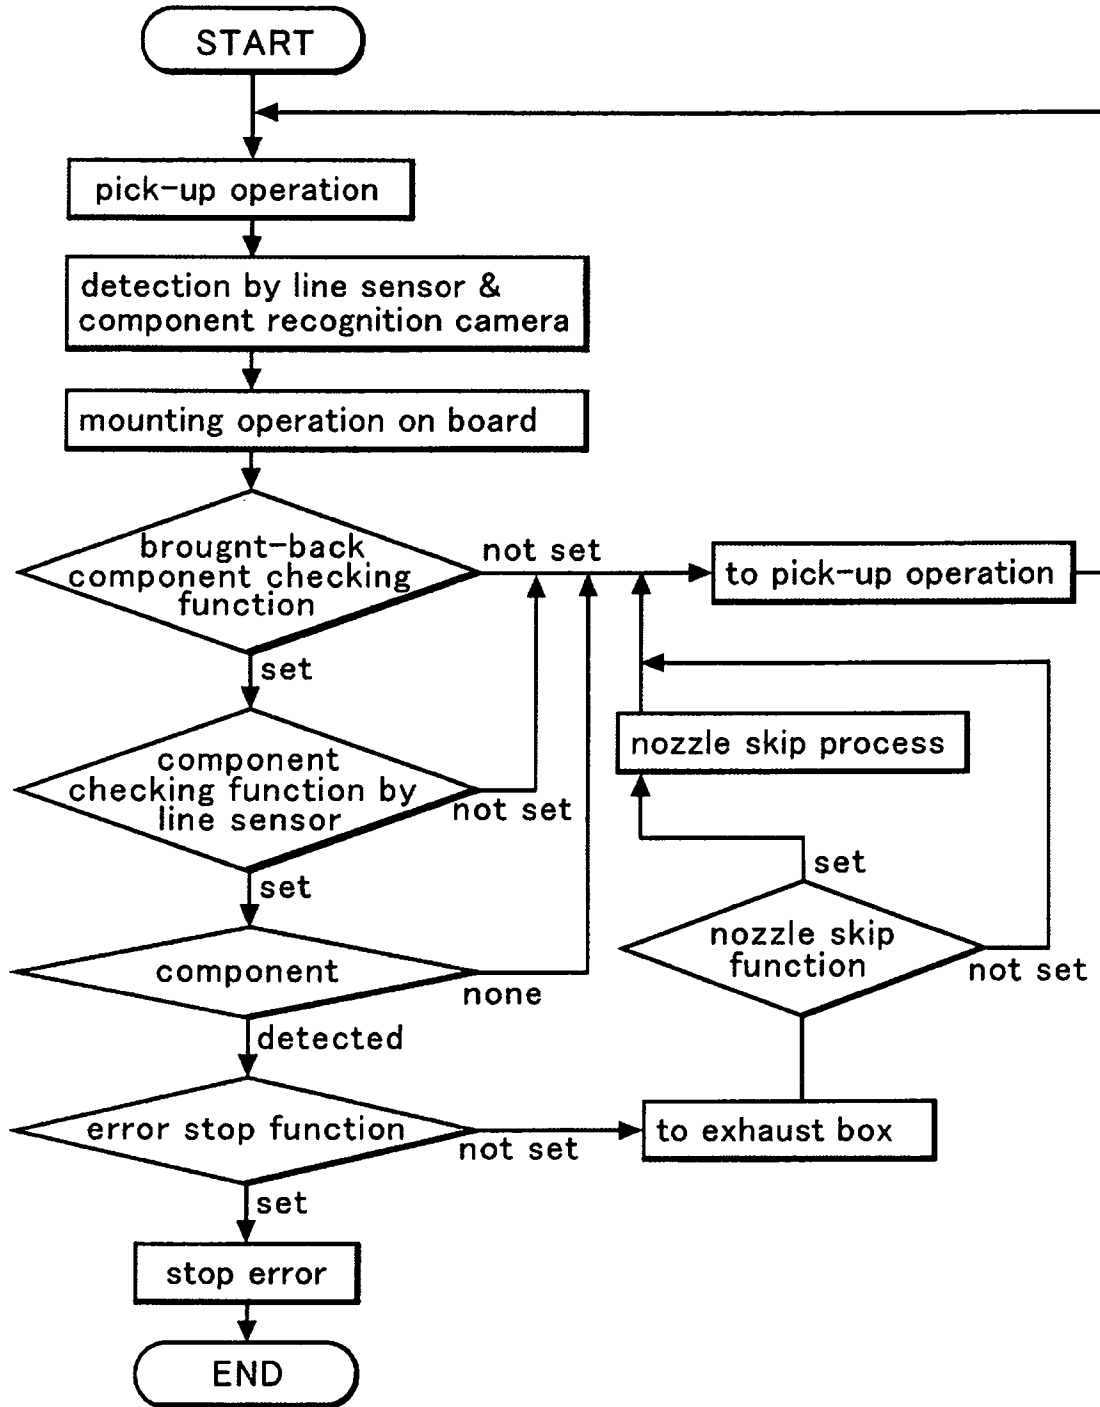 START
pick-up operation
detection by line sensor &
component recognition camera
mounting operation on board
brougnt-back
component checking
function
not set
to pick-up operation
set
component
checking function by
line sensor
not set
nozzle skip process
set
set
component
none
nozzle skip
function
not set
detected
error stop function
not set
to exhaust box
set
stop error
END